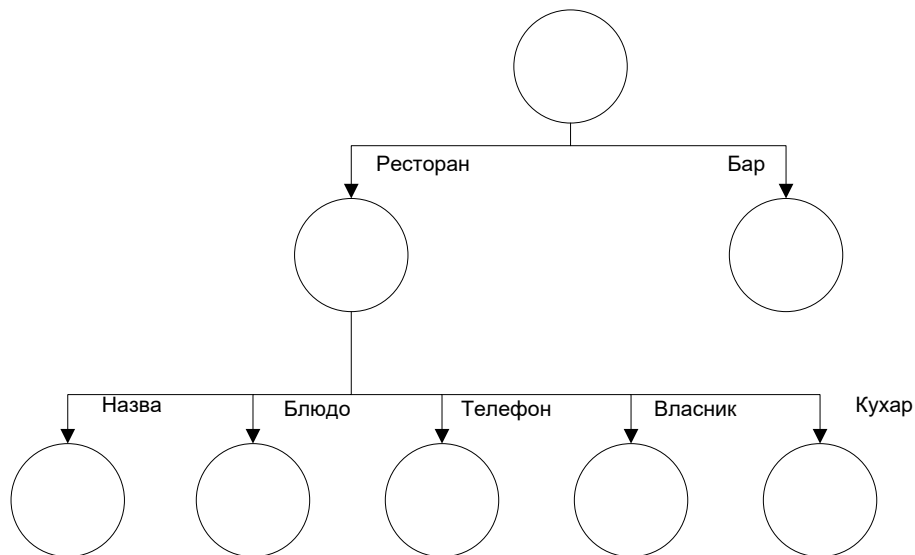 Ресторан
Бар
Назва
Блюдо
Телефон
Власник
Кухар